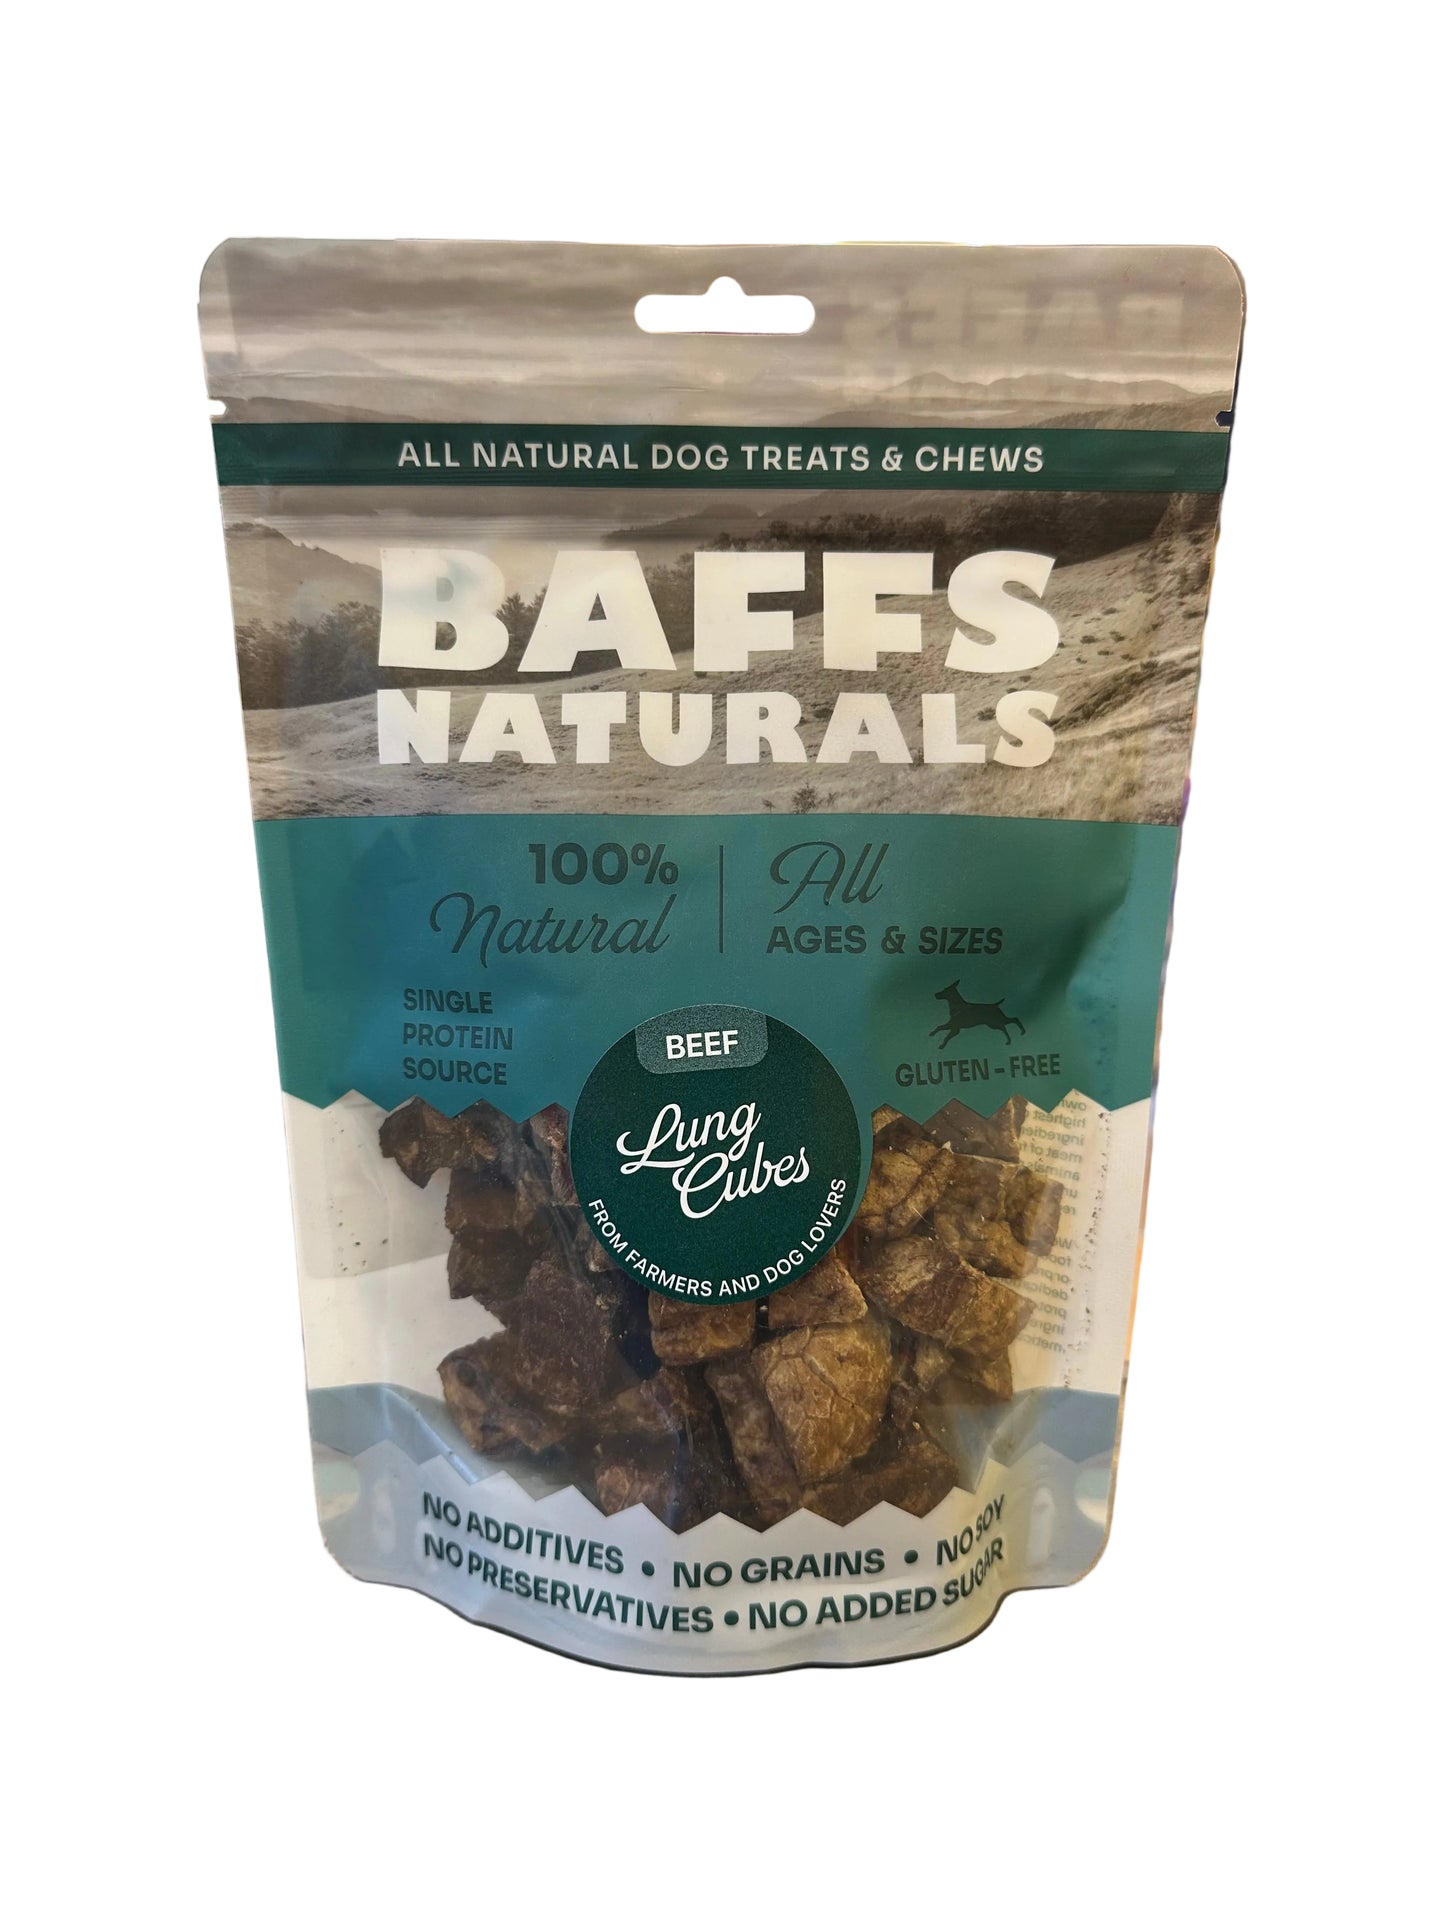 ALL NATURAL DOG TREATS & CHEWS
BAFFS
NATURALS
100%
Natural
All
AGES & SIZES
SINGLE
PROTEIN
SOURCE
GLUTEN-FREE
BEEF
Lung
Cubes
FROM FARMERS AND DOG LOVERS
NO ADDITIVES • NO GRAINS • NO SOY
NO PRESERVATIVES • NO ADDED SUGAR